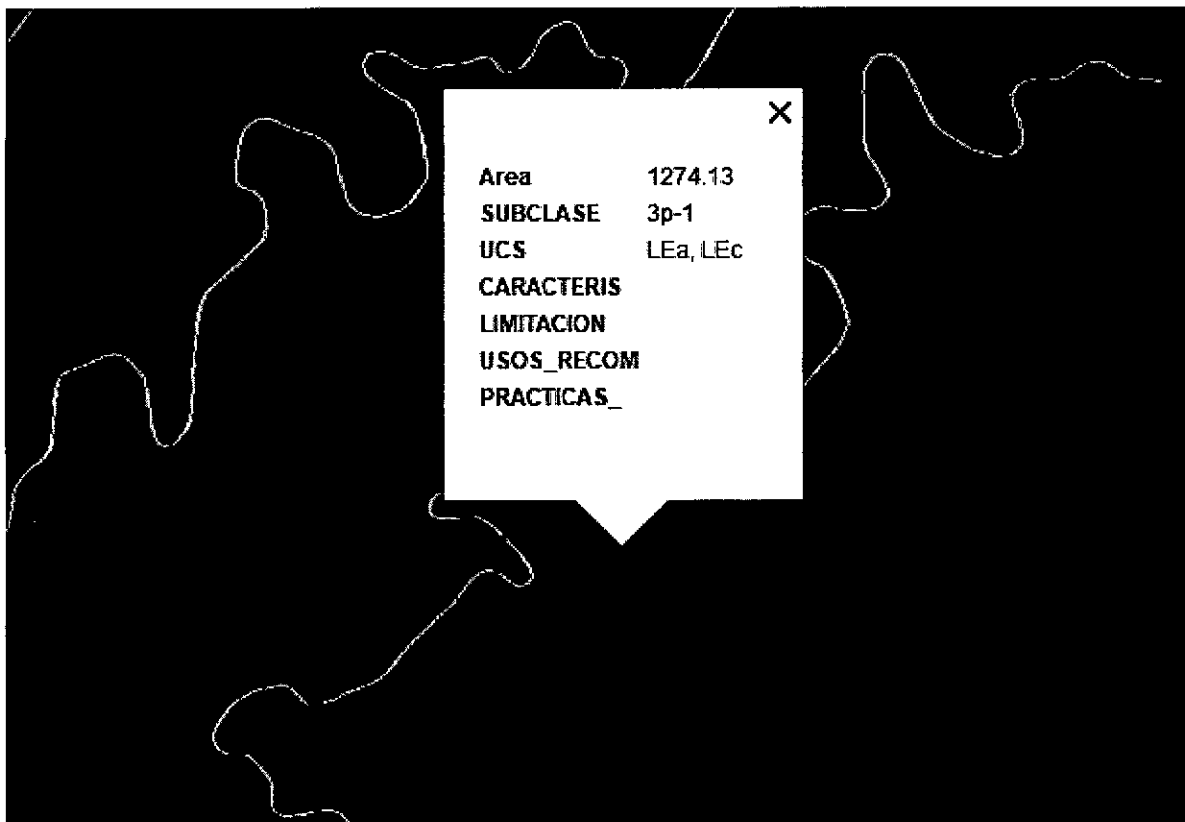 Area 1274.13
SUBCLASE 3p-1
UCS LEa, LEc
CARACTERIS
LIMITACION
USOS_RECOM
PRACTICAS_